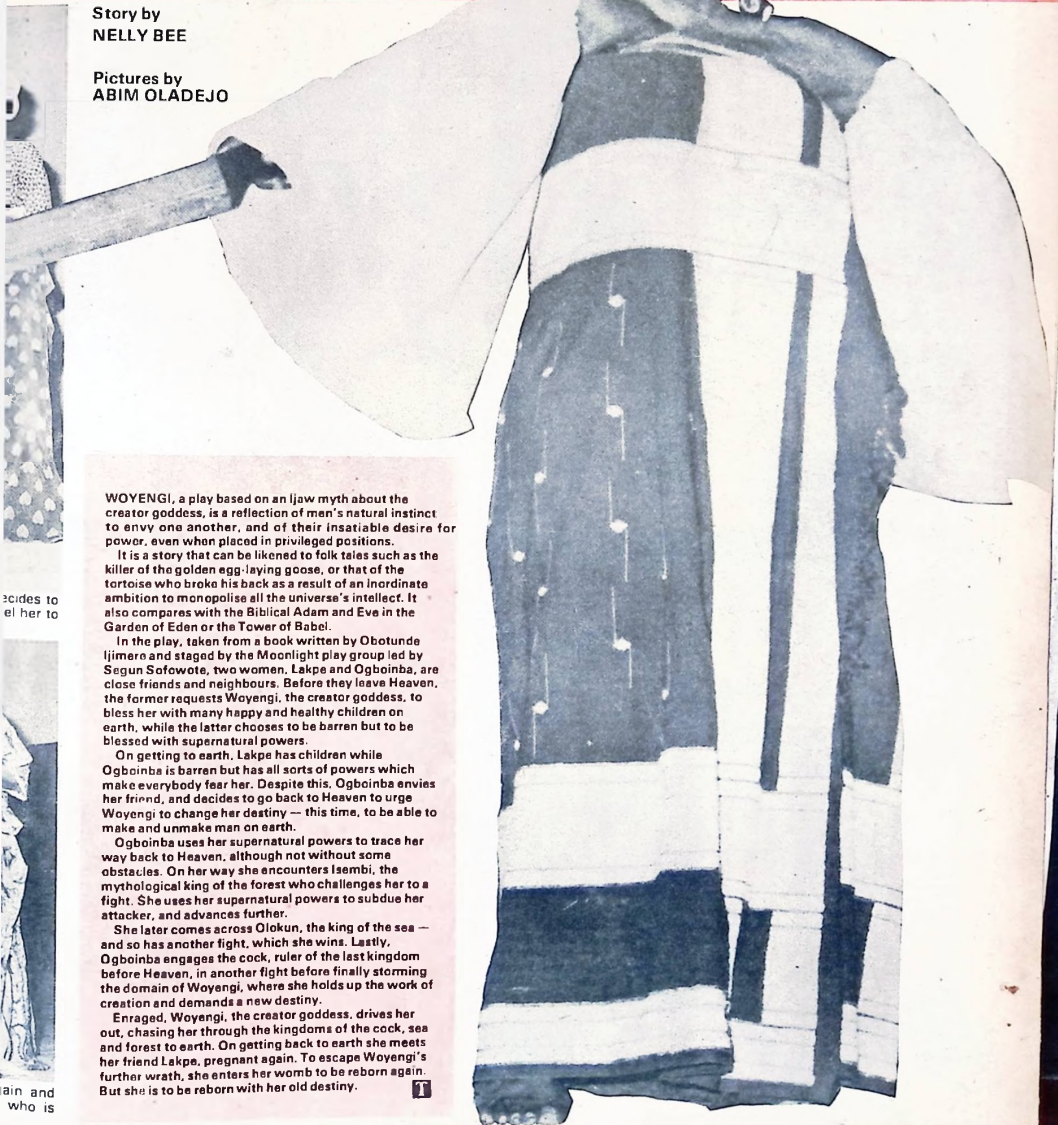 Story by
NELLY BEE
Pictures by
ABIM OLADEJO
WOYENGI, a play based on an Ijaw myth about the
creator goddess, is a reflection of men's natural instinct
to envy one another, and of their insatiable desire for
power, even when placed in privileged positions.
It is a story that can be likened to folk tales such as the
killer of the golden egg-laying goose, or that of the
tortoise who broke his back as a result of an inordinate
ambition to monopolise all the universe's intellect. It
also compares with the Biblical Adam and Eve in the
Garden of Eden or the Tower of Babel.
In the play, taken from a book written by Obotunde
Ijimere and staged by the Moonlight play group led by
Segun Sofowote, two women, Lakpe and Ogboinba, are
close friends and neighbours. Before they leave Heaven,
the former requests Woyengi, the creator goddess, to
bless her with many happy and healthy children on
earth, while the latter chooses to be barren but to be
blessed with supernatural powers.
On getting to earth, Lakpe has children while
Ogboinba is barren but has all sorts of powers which
make everybody fear her. Despite this, Ogboinba envies
her friend, and decides to go back to Heaven to urge
Woyengi to change her destiny — this time, to be able to
make and unmake man on earth.
Ogboinba uses her supernatural powers to trace her
way back to Heaven, although not without some
obstacles. On her way she encounters Isembi, the
mythological king of the forest who challenges her to a
fight. She uses her supernatural powers to subdue her
attacker, and advances further.
She later comes across Olokun, the king of the sea —
and so has another fight, which she wins. Lastly,
Ogboinba engages the cock, ruler of the last kingdom
before Heaven, in another fight before finally storming
the domain of Woyengi, where she holds up the work of
creation and demands a new destiny.
Enraged, Woyengi, the creator goddess, drives her
out, chasing her through the kingdoms of the cock, sea
and forest to earth. On getting back to earth she meets
her friend Lakpe, pregnant again. To escape Woyengi's
further wrath, she enters her womb to be reborn again.
But she is to be reborn with her old destiny. T
ecides to
el her to
ain and
who is